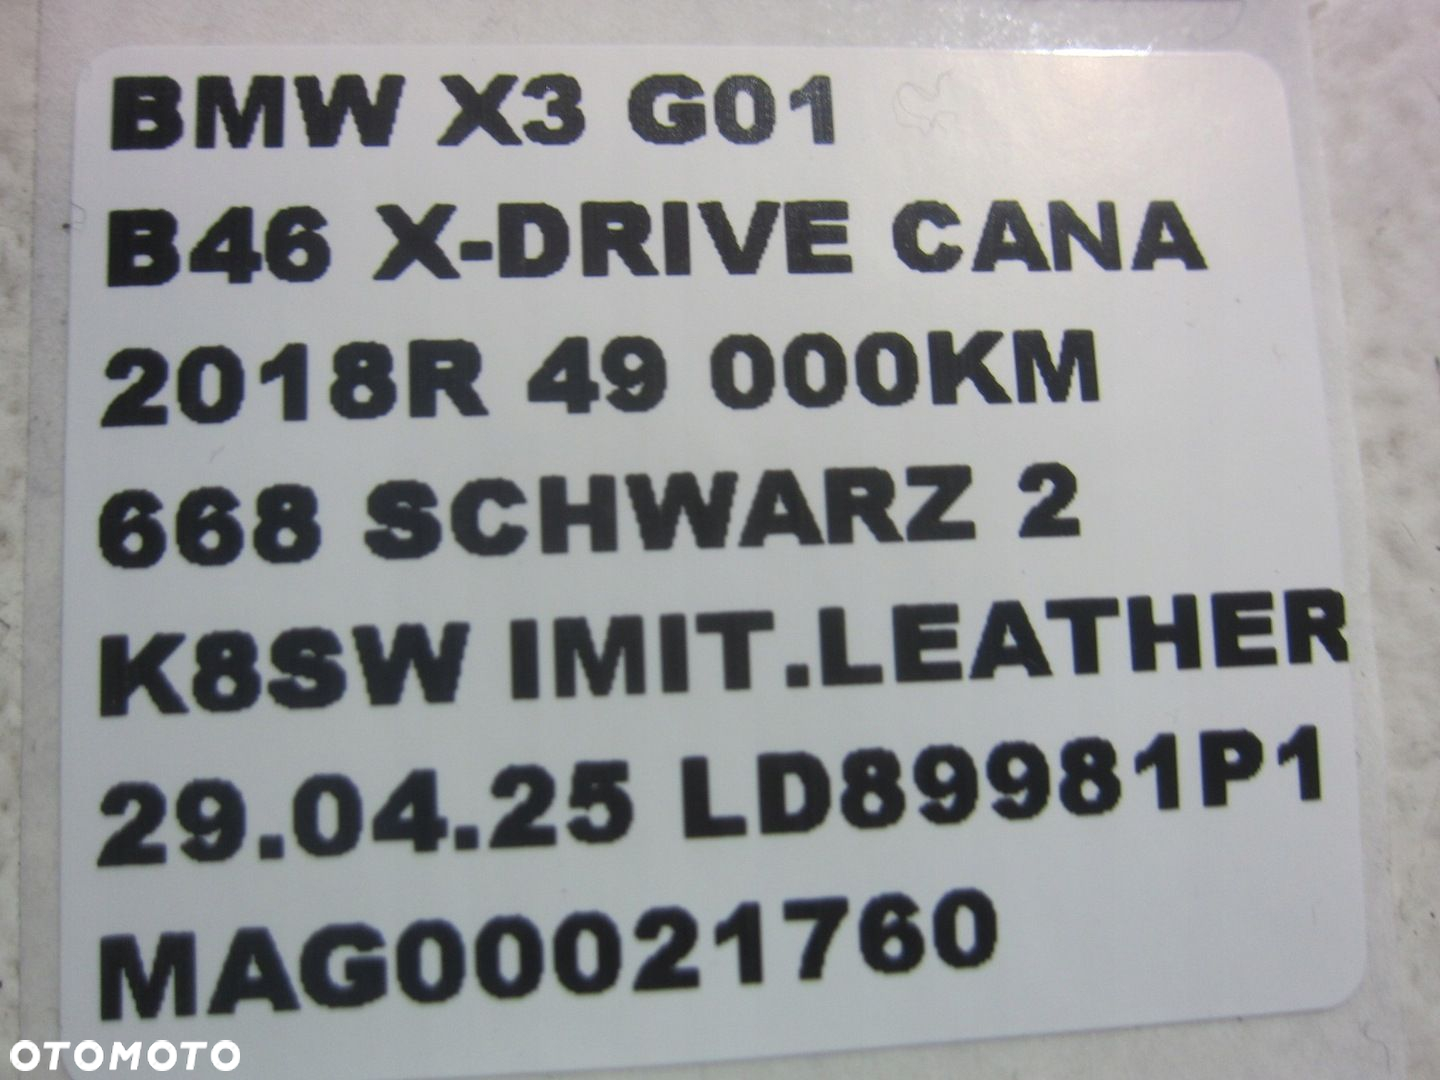 BMW X3 G01
B46 X-DRIVE CANA
2018R 49 000KM
668 SCHWARZ 2
K8SW IMIT.LEATHER
29.04.25 LD89981P1
MAG00021760
OTOMOTO